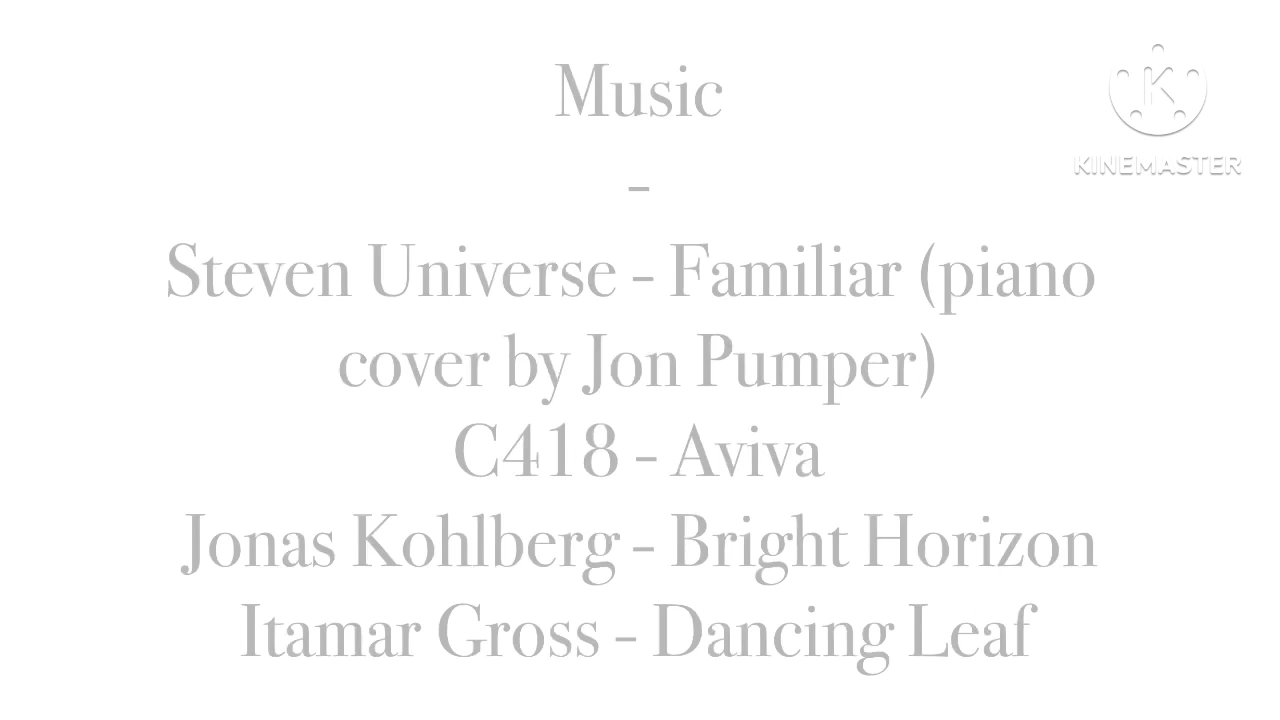 Music
-
Steven Universe - Familiar (piano
cover by Jon Pumper)
C418 - Aviva
Jonas Kohlberg - Bright Horizon
Itamar Gross - Dancing Leaf
K
KINEMASTER